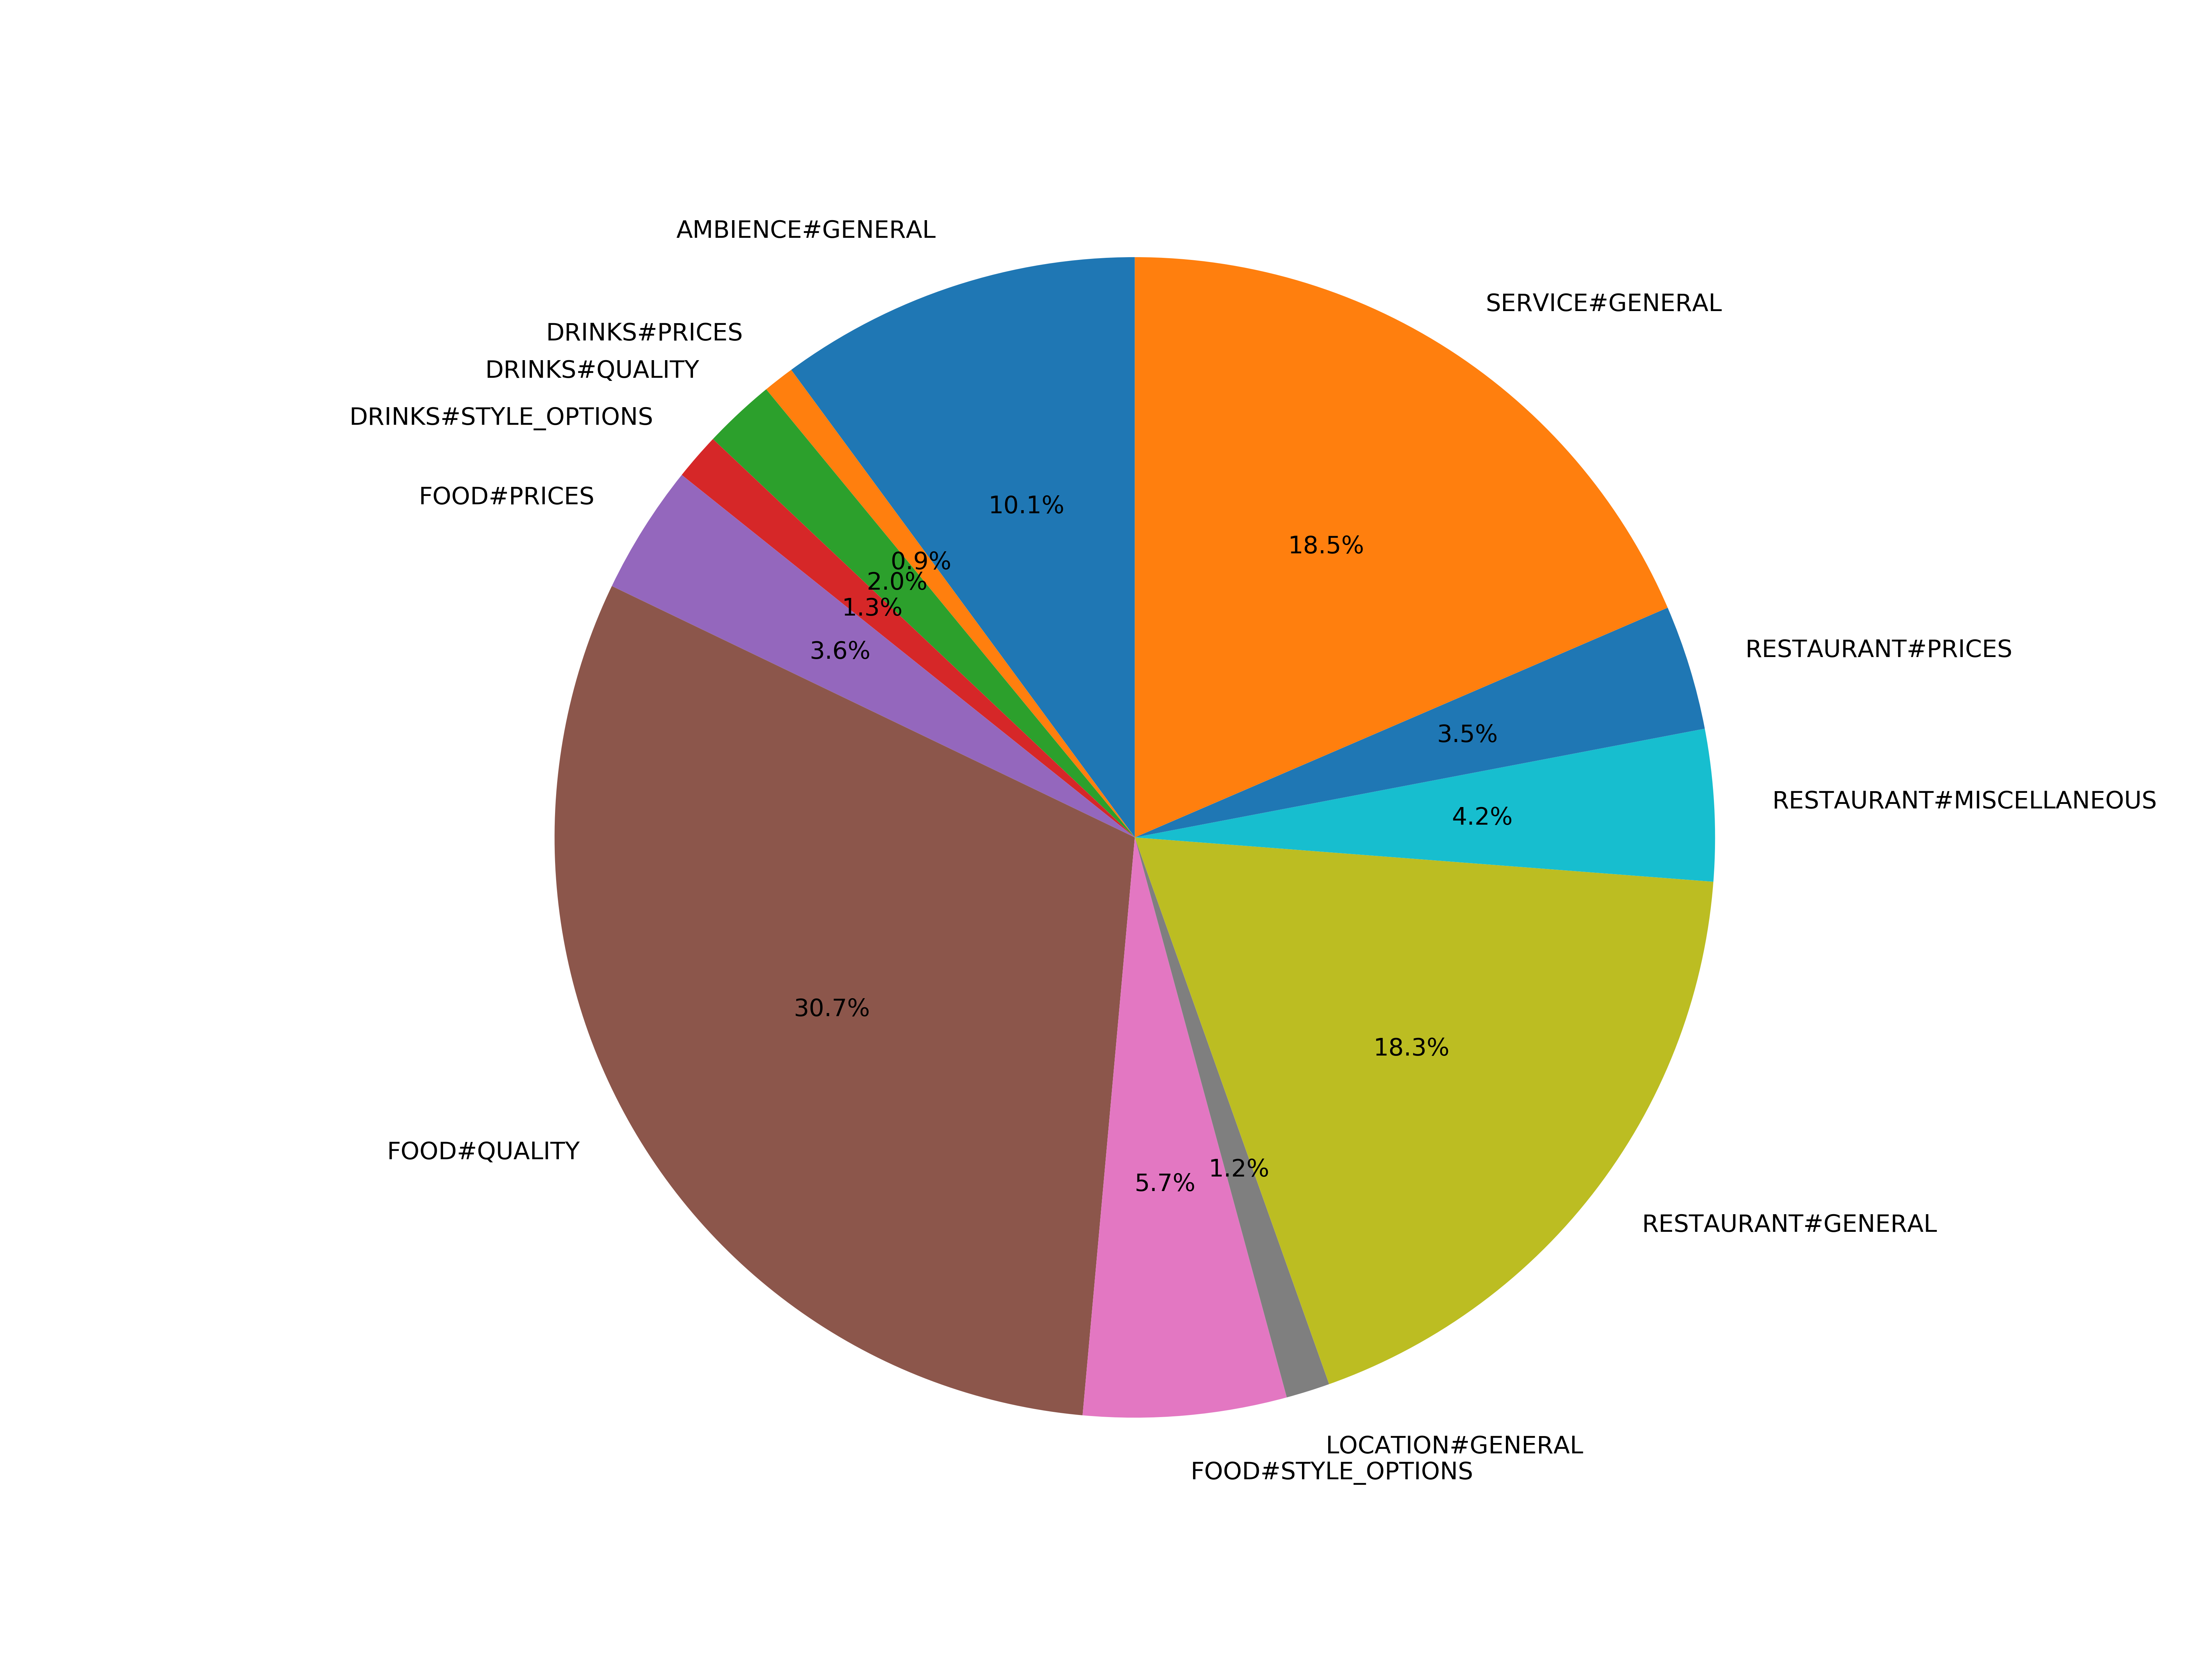 AMBIENCE#GENERAL
SERVICE#GENERAL
DRINKS#PRICES
DRINKS#QUALITY
DRINKS#STYLE_OPTIONS
FOOD#PRICES
10.1%
18.5%
0.9%
2.0%
1.3%
3.6%
RESTAURANT#PRICES
3.5%
RESTAURANT#MISCELLANEOUS
4.2%
30.7%
18.3%
FOOD#QUALITY
1.2%
5.7%
RESTAURANT#GENERAL
LOCATION#GENERAL
FOOD#STYLE_OPTIONS